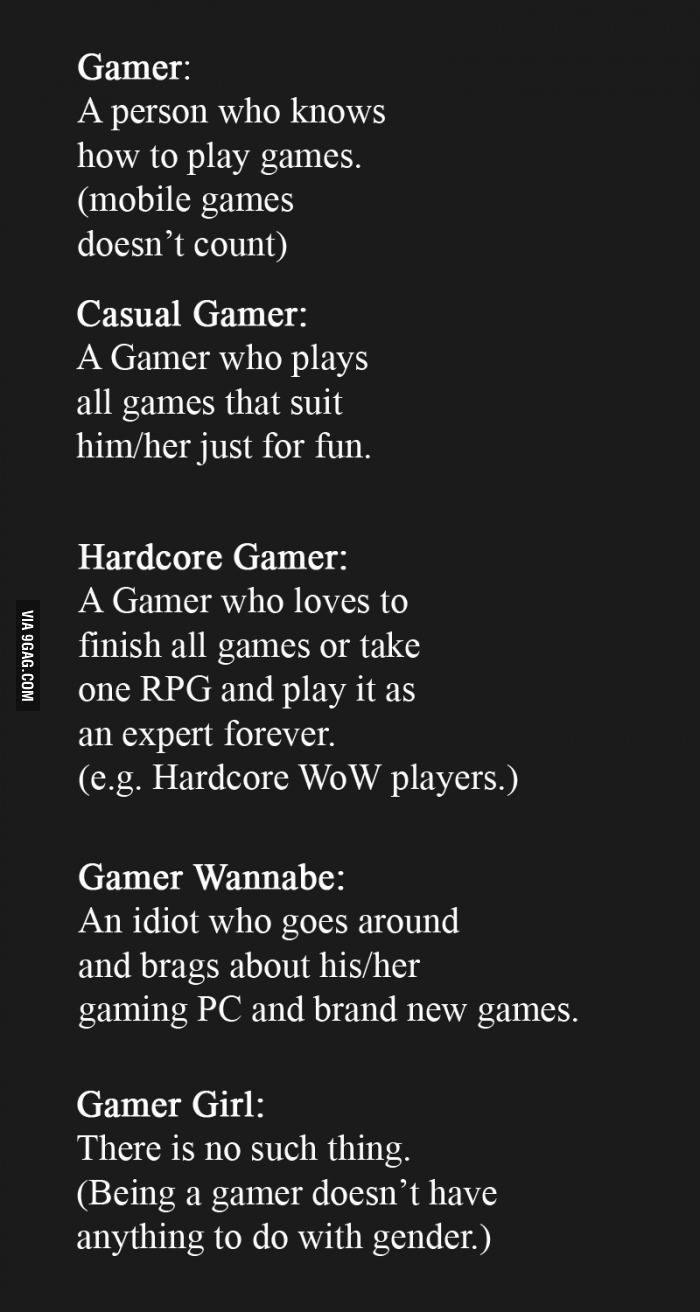 Gamer:
A person who knows
how to play games.
(mobile games
doesn’t count)
Casual Gamer:
A Gamer who plays
all games that suit
him/her just for fun.
Hardcore Gamer:
A Gamer who loves to
finish all games or take
one RPG and play it as
an expert forever.
(e.g. Hardcore WoW players.)
VIA 9GAG.COM
Gamer Wannabe:
An idiot who goes around
and brags about his/her
gaming PC and brand new games.
Gamer Girl:
There is no such thing.
(Being a gamer doesn’t have
anything to do with gender.)